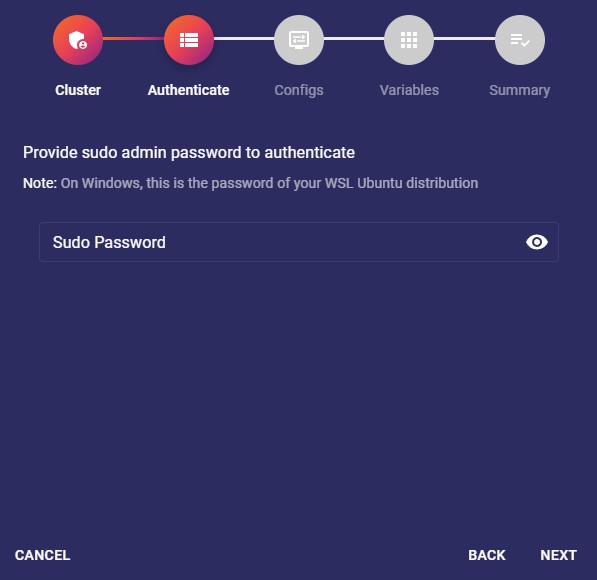 Cluster Authenticate Configs Variables Summary
Provide sudo admin password to authenticate
Note: On Windows, this is the password of your WSL Ubuntu distribution
Sudo Password
CANCEL BACK NEXT